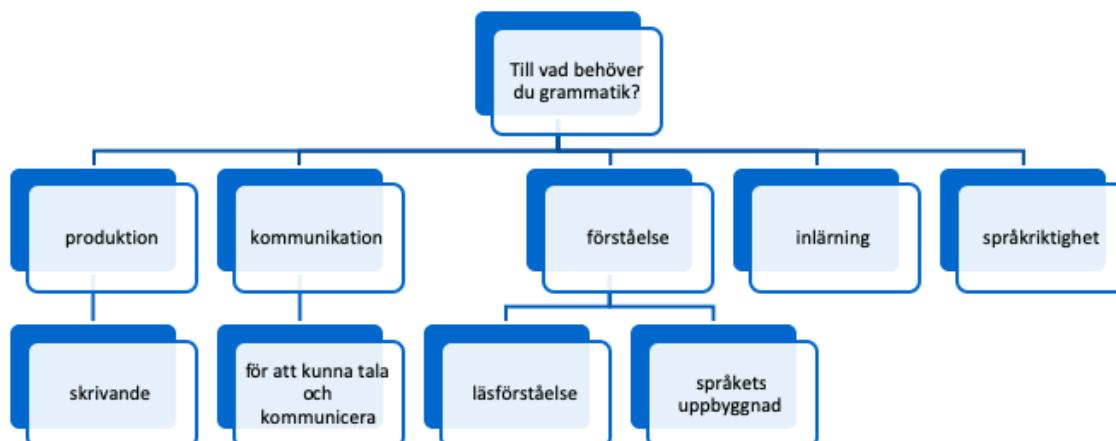 Till vad behöver
du grammatik?
produktion
kommunikation
förståelse
inlärning
språkriktighet
skrivande
för att kunna tala
och
kommunicera
läsförståelse
språkets
uppbyggnad